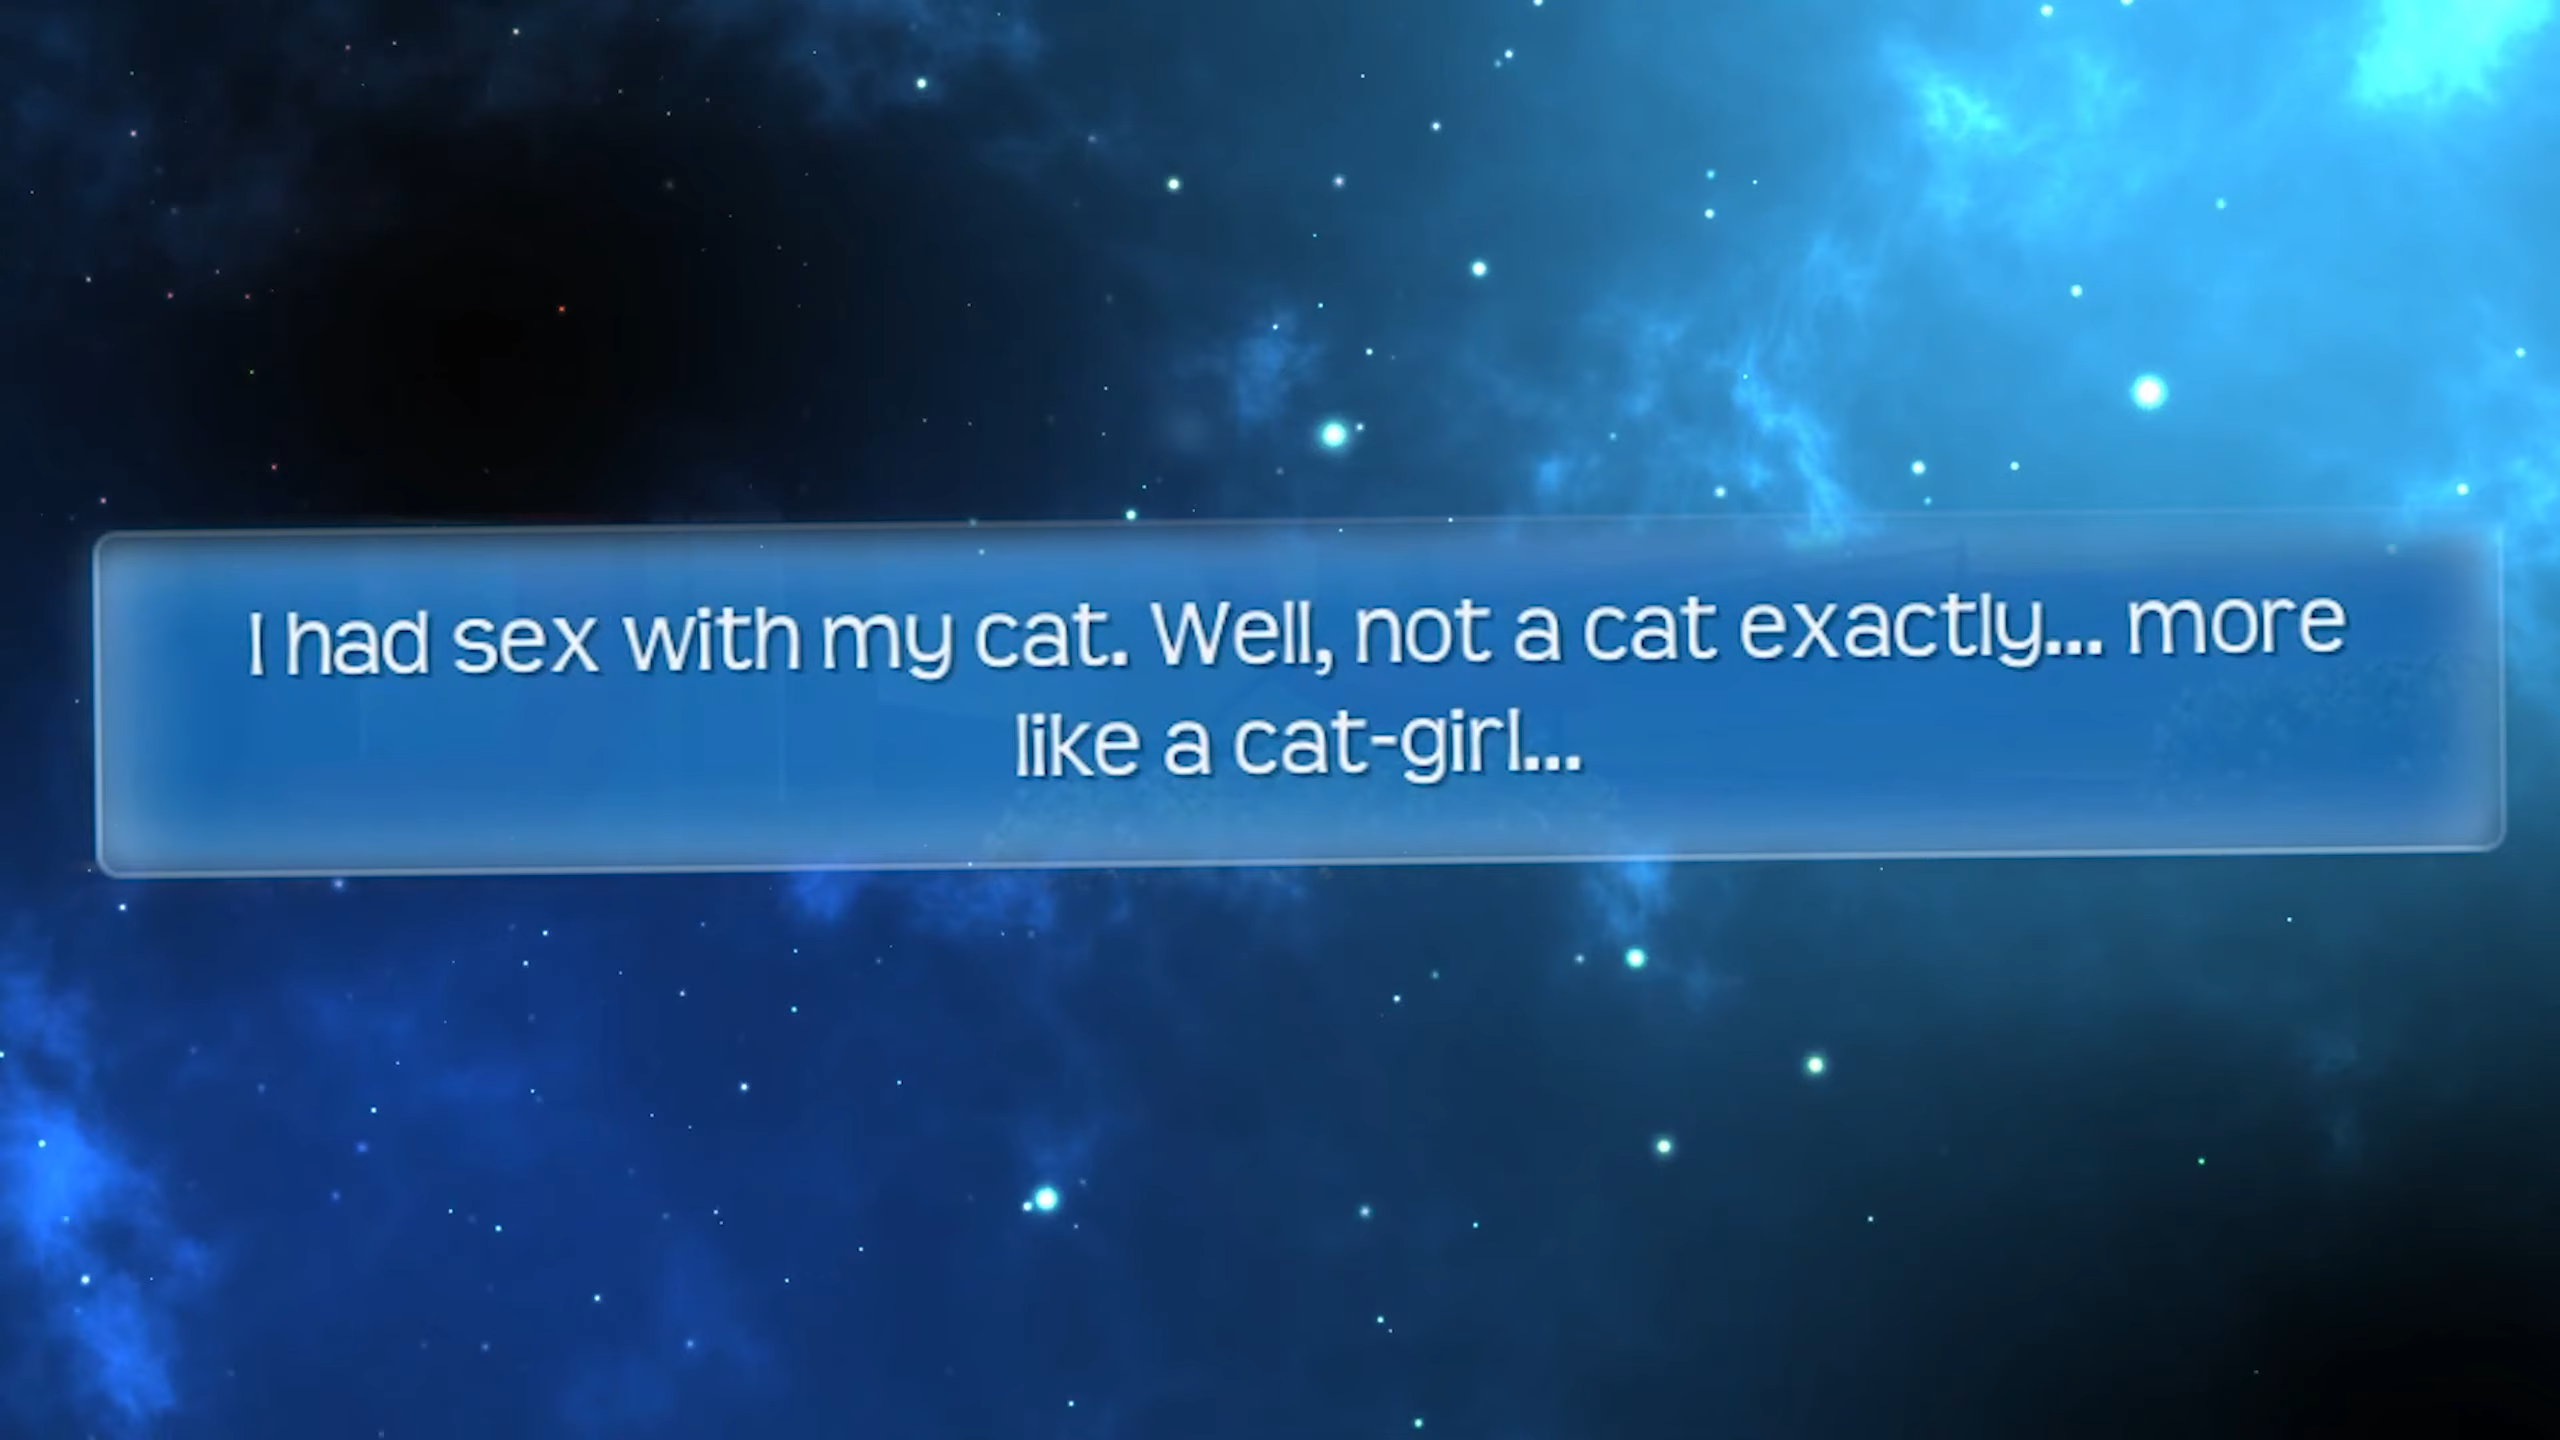 I had sex with my cat. Well, not a cat exactly... more
like a cat-girl...